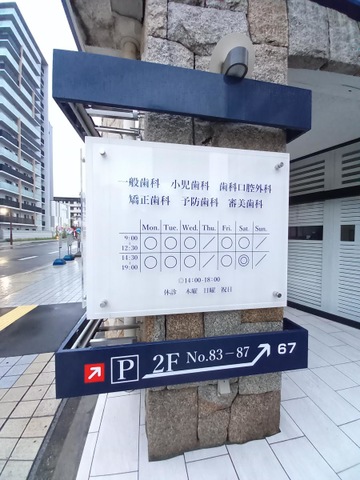 一般歯科 小児歯科 歯科口腔外科
矯正歯科 予防歯科 審美歯科
Mon. Tue. Wed. Thu. Fri. Sat. Sun.
9:00 12:30 ○ ○ ○ / ○ ○ /
14:30 19:00 ○ ○ ○ / ○ ◎ /
◎14:00-18:00
休診 木曜 日曜 祝日
P 2F No.83-87 67